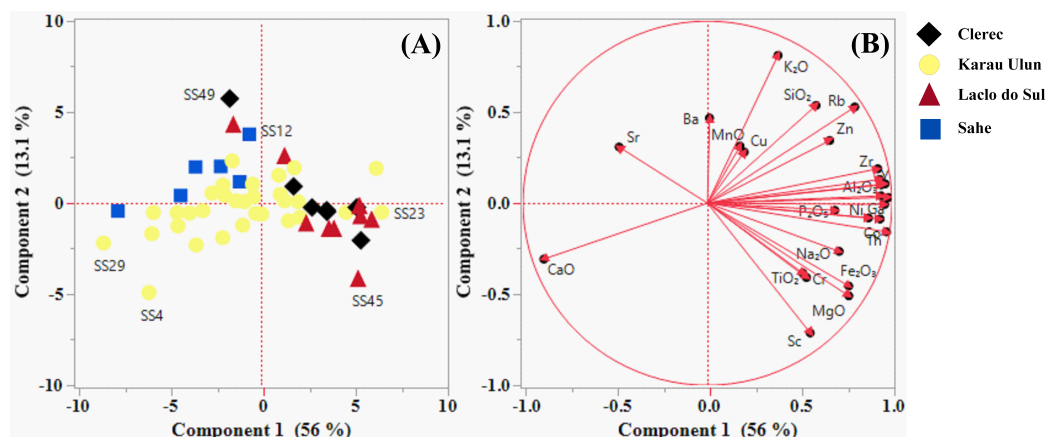 (A)
10
5
0
-5
-10
Component 2 (13.1 %)
SS49
SS12
SS23
SS29
SS4
SS45
-10
-5
0
5
10
Component 1 (56 %)
(B)
1.0
0.5
0.0
-0.5
-1.0
Component 2 (13.1 %)
K₂O
SiO₂
Rb
Ba
MnO
Cu
Zn
Sr
Zr
Al₂O₃
P₂O₅
Ni
Ga
Co
Th
Na₂O
CaO
TiO₂
Cr
Fe₂O₃
MgO
Sc
-1.0
-0.5
0.0
0.5
1.0
Component 1 (56 %)
Clerec
Karau Ulun
Laclo do Sul
Sahe